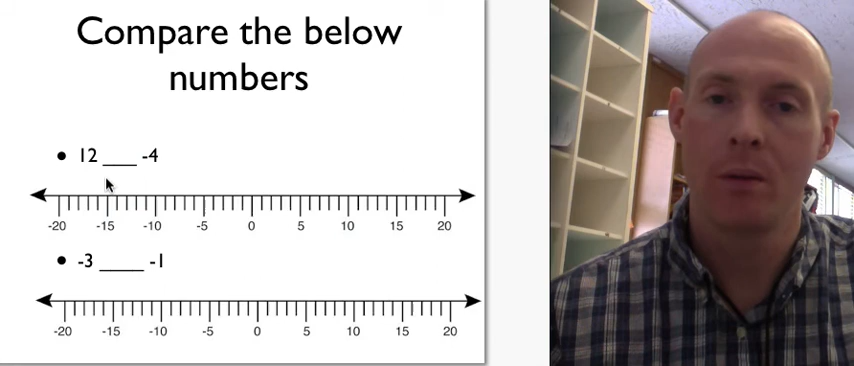 Compare the below
numbers
• 12 ___ -4
-20 -15 -10 -5 0 5 10 15 20
• -3 ____ -1
-20 -15 -10 -5 0 5 10 15 20